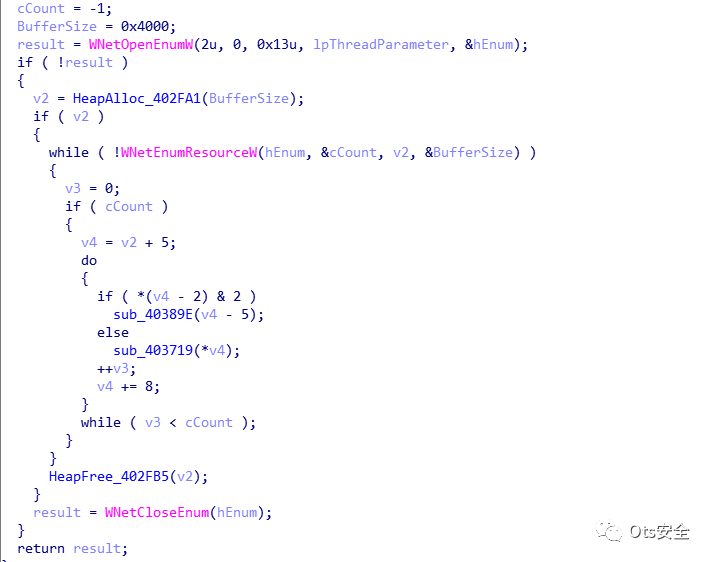 cCount = -1;
BufferSize = 0x4000;
result = WNetOpenEnumW(2u, 0, 0x13u, lpThreadParameter, &hEnum);
if ( !result )
{
v2 = HeapAlloc_402FA1(BufferSize);
if ( v2 )
{
while ( !WNetEnumResourceW(hEnum, &cCount, v2, &BufferSize) )
{
v3 = 0;
if ( cCount )
{
v4 = v2 + 5;
do
{
if ( *(v4 - 2) & 2 )
sub_40389E(v4 - 5);
else
sub_403719(*v4);
++v3;
v4 += 8;
}
while ( v3 < cCount );
}
}
HeapFree_402FB5(v2);
}
result = WNetCloseEnum(hEnum);
}
return result;
Ots安全